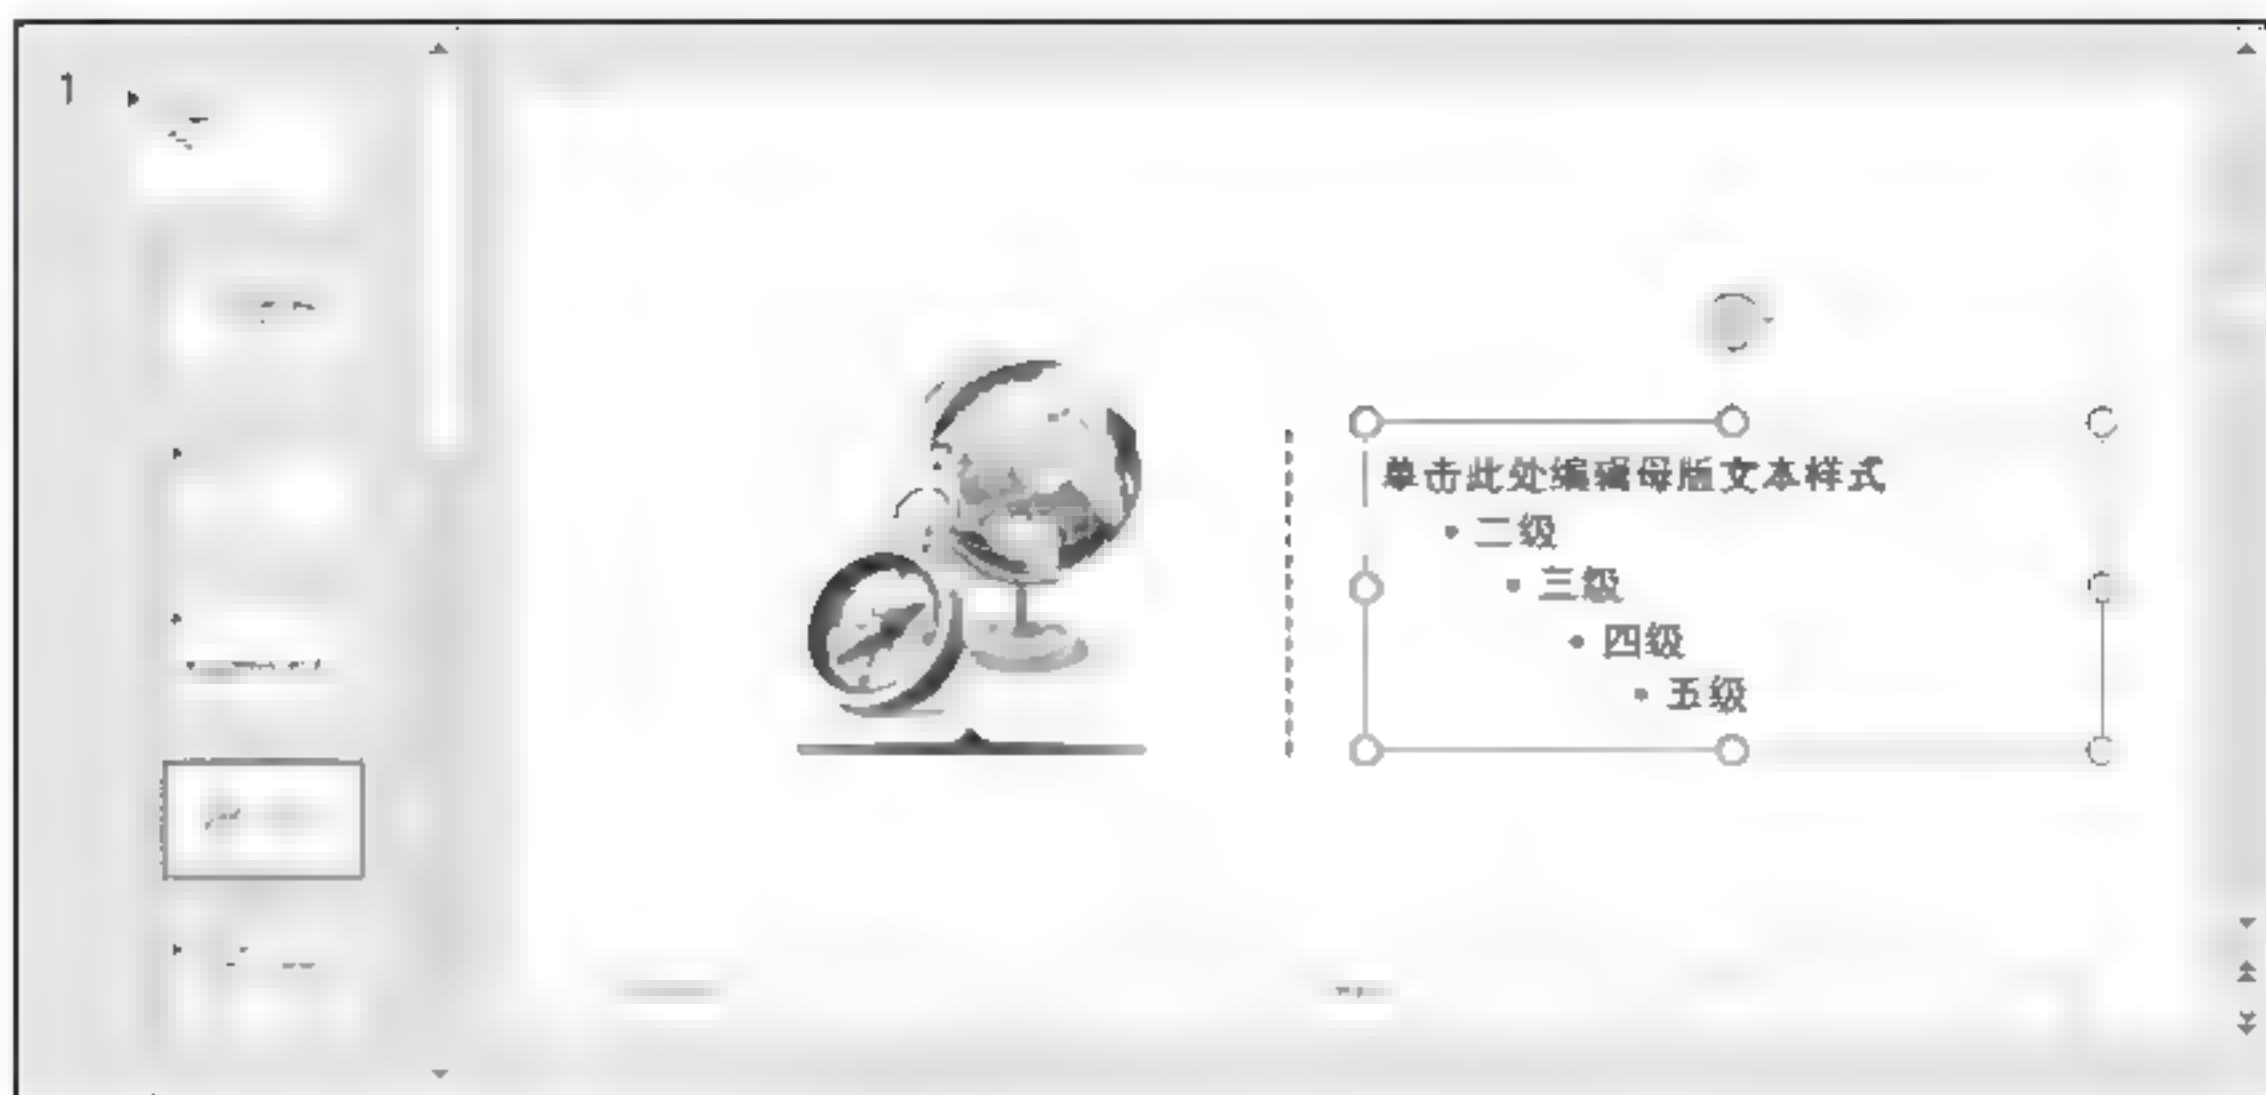 1
单击此处编辑母版文本样式
• 二级
• 三级
• 四级
• 五级